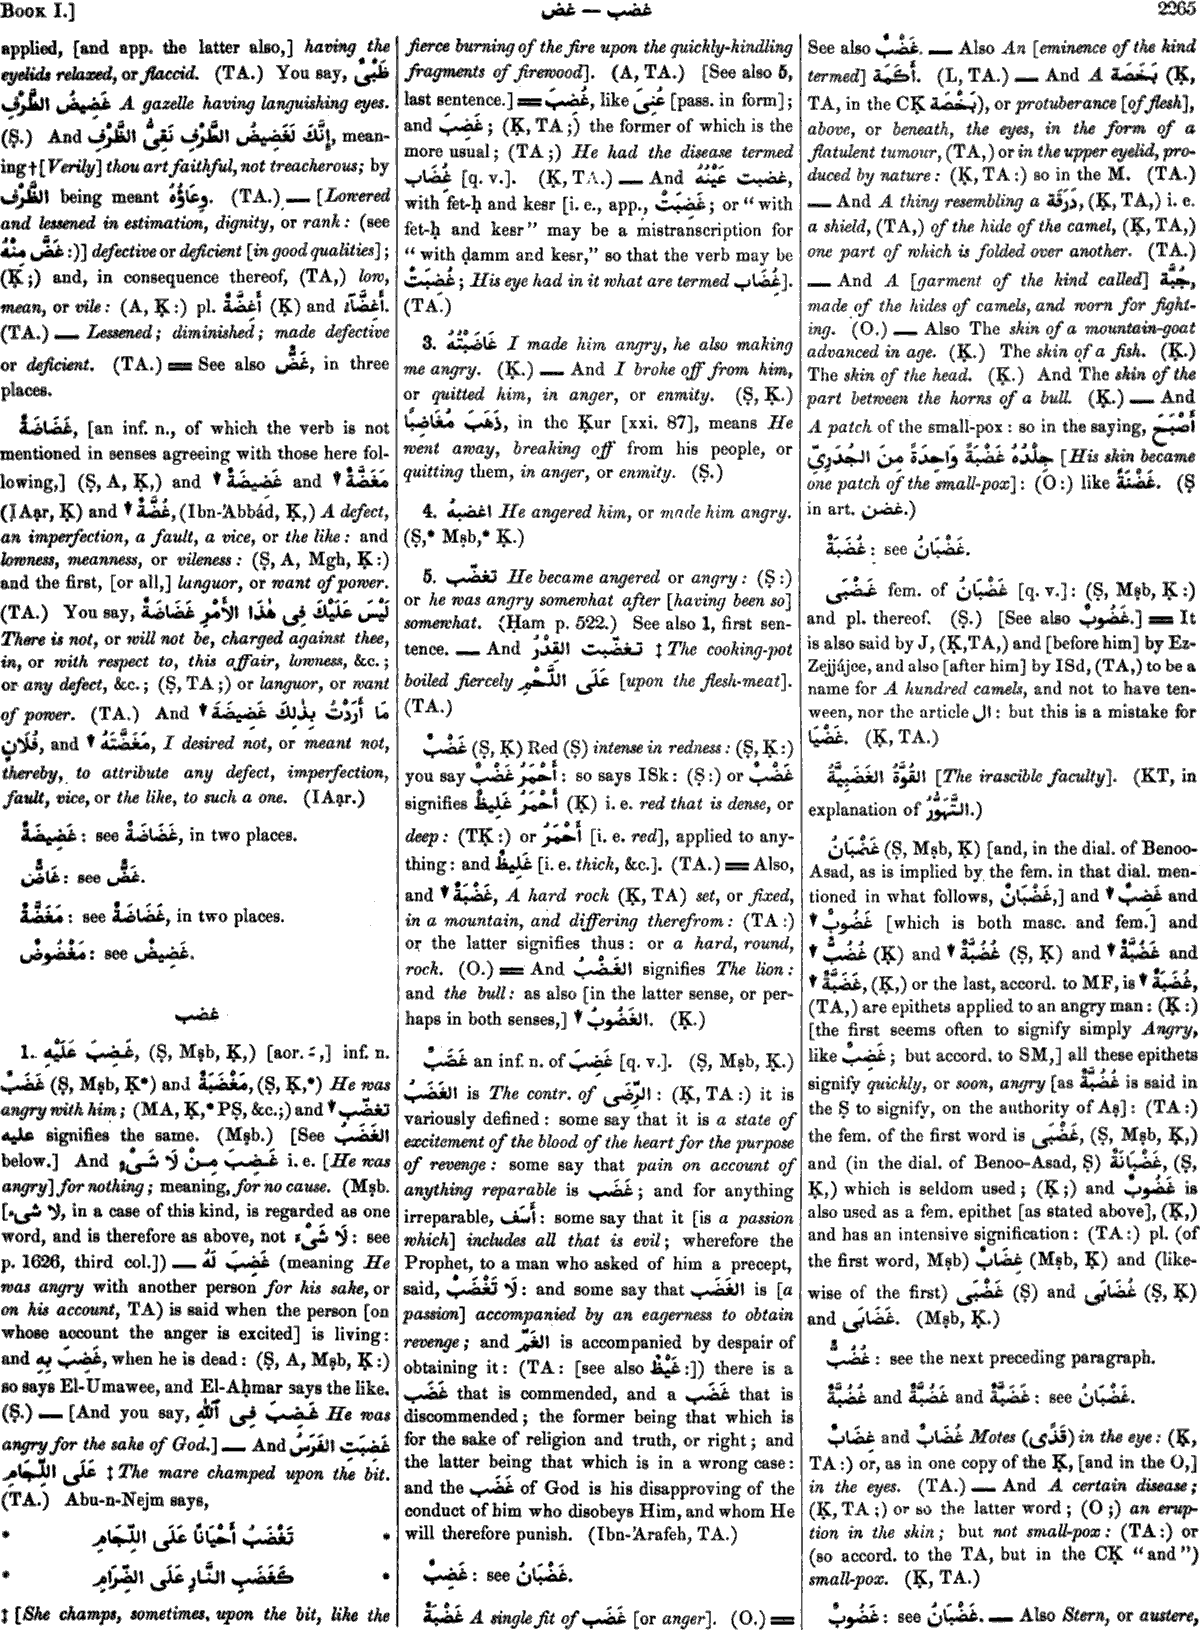 Book I.]
غضب — غض
2265
applied, [and app. the latter also,] having the
eyelids relaxed, or flaccid. (TA.) You say, ظَبْىٌ
غَضِيضُ الطَّرْفِ A gazelle having languishing eyes.
(Ṣ.) And إِنَّكَ لَغَضِيضُ الطَّرْفِ نَقِىُّ الظَّرْفِ, mean-
ing † [Verily] thou art faithful, not treacherous; by
الظَّرْفِ being meant وِعَاؤُهُ. (TA.) — [Lowered
and lessened in estimation, dignity, or rank: (see
غَضَّ مِنْهُ:)] defective or deficient [in good qualities];
(Ḳ;) and, in consequence thereof, (TA,) low,
mean, or vile: (A, Ḳ:) pl. أَغِضَّةٌ (Ḳ) and أَغِضَّآءُ.
(TA.) — Lessened; diminished; made defective
or deficient. (TA.) = See also غَضٌّ, in three
places.
غَضَاضَةٌ, [an inf. n., of which the verb is not
mentioned in senses agreeing with those here fol-
lowing,] (Ṣ, A, Ḳ,) and ▼ غَضِيضَةٌ and ▼ مَغَضَّةٌ
(IAạr, Ḳ) and ▼ غُضَّةٌ, (Ibn-'Abbád, Ḳ,) A defect,
an imperfection, a fault, a vice, or the like: and
lowness, meanness, or vileness: (Ṣ, A, Mgh, Ḳ:)
and the first, [or all,] languor, or want of power.
(TA.) You say, لَيْسَ عَلَيْكَ فِى هٰذَا الأَمْرِ غَضَاضَةٌ
There is not, or will not be, charged against thee,
in, or with respect to, this affair, lowness, &c.;
or any defect, &c.; (Ṣ, TA;) or languor, or want
of power. (TA.) And مَا أَرَدْتُ بِذٰلِكَ غَضِيضَةَ ▼
فُلَانٍ, and ▼ مَغَضَّتَهُ, I desired not, or meant not,
thereby, to attribute any defect, imperfection,
fault, vice, or the like, to such a one. (IAạr.)
غَضِيضَةٌ: see غَضَاضَةٌ, in two places.
غَاضٌّ: see غَضٌّ.
مَغَضَّةٌ: see غَضَاضَةٌ, in two places.
مَغْضُوضٌ: see غَضِيضٌ.
غضب
1. غَضِبَ عَلَيْهِ, (Ṣ, Mṣb, Ḳ,) [aor. ـَ,] inf. n.
غَضَبٌ (Ṣ, Mṣb, Ḳ*) and مَغْضَبَةٌ, (Ṣ, Ḳ,*) He was
angry with him; (MA, Ḳ,* PṢ, &c.;) and ▼ تغضّب
عليه signifies the same. (Mṣb.) [See الغَضَبُ
below.] And غَضِبَ مِنْ لَا شَىْءٍ i. e. [He was
angry] for nothing; meaning, for no cause. (Mṣb.
[لا شىء, in a case of this kind, is regarded as one
word, and is therefore as above, not لَا شَىْءَ: see
p. 1626, third col.]) — غَضِبَ لَهُ (meaning He
was angry with another person for his sake, or
on his account, TA) is said when the person [on
whose account the anger is excited] is living:
and غَضِبَ بِهِ, when he is dead: (Ṣ, A, Mṣb, Ḳ:)
so says El-Umawee, and El-Aḥmar says the like.
(Ṣ.) — [And you say, غَضِبَ فِى ٱللّٰهِ He was
angry for the sake of God.] — And غَضِبَتِ الفَرَسُ
عَلَى اللِّجَامِ ‡ The mare champed upon the bit.
(TA.) Abu-n-Nejm says,
* تَغْضَبُ أَحْيَانًا عَلَى اللِّجَامِ *
* كَغَضَبِ النَّارِ عَلَى الضِّرَامِ *
‡ [She champs, sometimes, upon the bit, like the
fierce burning of the fire upon the quickly-kindling
fragments of firewood]. (A, TA.) [See also 5,
last sentence.] = غُضِبَ, like عُنِىَ [pass. in form];
and غَضِبَ; (Ḳ, TA;) the former of which is the
more usual; (TA;) He had the disease termed
غُضَاب [q. v.]. (Ḳ, TA.) — And غضبت عَيْنُهُ,
with fet-ḥ and kesr [i. e., app., غَضِبَتْ; or "with
fet-ḥ and kesr" may be a mistranscription for
"with ḍamm and kesr," so that the verb may be
غُضِبَتْ; His eye had in it what are termed غُضَاب].
(TA.)
3. غَاضَبْتُهُ I made him angry, he also making
me angry. (Ḳ.) — And I broke off from him,
or quitted him, in anger, or enmity. (Ṣ, Ḳ.)
ذَهَبَ مُغَاضِبًا, in the Ḳur [xxi. 87], means He
went away, breaking off from his people, or
quitting them, in anger, or enmity. (Ṣ.)
4. اغضبهُ He angered him, or made him angry.
(Ṣ,* Mṣb,* Ḳ.)
5. تغضّب He became angered or angry: (Ṣ:)
or he was angry somewhat after [having been so]
somewhat. (Ḥam p. 522.) See also 1, first sen-
tence. — And تغضّبت القِدْرُ ‡ The cooking-pot
boiled fiercely عَلَى اللَّحْمِ [upon the flesh-meat].
(TA.)
غَضْبٌ (Ṣ, Ḳ) Red (Ṣ) intense in redness: (Ṣ, Ḳ:)
you say أَحْمَرُ غَضْبٌ: so says ISk: (Ṣ:) or غَضْبٌ
signifies أَحْمَرُ غَلِيظٌ (Ḳ) i. e. red that is dense, or
deep: (TḲ:) or أَحْمَرُ [i. e. red], applied to any-
thing: and غَلِيظٌ [i. e. thick, &c.]. (TA.) = Also,
and ▼ غَضْبَةٌ, A hard rock (Ḳ, TA) set, or fixed,
in a mountain, and differing therefrom: (TA:)
or the latter signifies thus: or a hard, round,
rock. (O.) = And الغَضْبُ signifies The lion:
and the bull: as also [in the latter sense, or per-
haps in both senses,] ▼ الغَضُوبُ. (Ḳ.)
غَضَبٌ an inf. n. of غَضِبَ [q. v.]. (Ṣ, Mṣb, Ḳ.)
الغَضَبُ is The contr. of الرِّضَى: (Ḳ, TA:) it is
variously defined: some say that it is a state of
excitement of the blood of the heart for the purpose
of revenge: some say that pain on account of
anything reparable is غَضَب; and for anything
irreparable, أَسَف: some say that it [is a passion
which] includes all that is evil; wherefore the
Prophet, to a man who asked of him a precept,
said, لَا تَغْضَبْ: and some say that الغَضَب is [a
passion] accompanied by an eagerness to obtain
revenge; and الغَمّ is accompanied by despair of
obtaining it: (TA: [see also غَيْظٌ:]) there is a
غَضَب that is commended, and a غَضَب that is
discommended; the former being that which is
for the sake of religion and truth, or right; and
the latter being that which is in a wrong case:
and the غَضَب of God is his disapproving of the
conduct of him who disobeys Him, and whom He
will therefore punish. (Ibn-'Arafeh, TA.)
غَضِبٌ: see غَضْبَانُ.
غَضْبَةٌ A single fit of غَضَب [or anger]. (O.) =
See also غَضْبٌ. — Also An [eminence of the kind
termed] أَكَمَة. (L, TA.) — And A بَخَصَة (Ḳ,
TA, in the CḲ بَخْصَة), or protuberance [of flesh],
above, or beneath, the eyes, in the form of a
flatulent tumour, (TA,) or in the upper eyelid, pro-
duced by nature: (Ḳ, TA:) so in the M. (TA.)
— And A thing resembling a دَرَقَة, (Ḳ, TA,) i. e.
a shield, (TA,) of the hide of the camel, (Ḳ, TA,)
one part of which is folded over another. (TA.)
— And A [garment of the kind called] جُبَّة,
made of the hides of camels, and worn for fight-
ing. (O.) — Also The skin of a mountain-goat
advanced in age. (Ḳ.) The skin of a fish. (Ḳ.)
The skin of the head. (Ḳ.) And The skin of the
part between the horns of a bull. (Ḳ.) — And
A patch of the small-pox: so in the saying, أَصْبَحَ
جِلْدُهُ غَضْبَةً وَاحِدَةً مِنَ الجُدَرِىِّ [His skin became
one patch of the small-pox]: (O:) like غَضْنَةٌ. (Ṣ
in art. غضن.)
غُضَبَةٌ: see غَضْبَانُ.
غَضْبَى fem. of غَضْبَانُ [q. v.]: (Ṣ, Mṣb, Ḳ:)
and pl. thereof. (Ṣ.) [See also غَضُوبٌ.] = It
is also said by J, (Ḳ, TA,) and [before him] by Ez-
Zejjájee, and also [after him] by ISd, (TA,) to be a
name for A hundred camels, and not to have ten-
ween, nor the article ال: but this is a mistake for
غَضْيَا. (Ḳ, TA.)
القُوَّةُ الغَضَبِيَّةُ [The irascible faculty]. (KT, in
explanation of التَّهَوُّرُ.)
غَضْبَانُ (Ṣ, Mṣb, Ḳ) [and, in the dial. of Benoo-
Asad, as is implied by the fem. in that dial. men-
tioned in what follows, غَضْبَانٌ,] and ▼ غَضِبٌ and
▼ غَضُوبٌ [which is both masc. and fem.] and
▼ غُضُبٌّ (Ḳ) and ▼ غُضُبَّةٌ (Ṣ, Ḳ) and ▼ غَضُبَّةٌ and
▼ غَضَبَّةٌ, (Ḳ,) or the last, accord. to MF, is ▼ غُضَبَةٌ,
(TA,) are epithets applied to an angry man: (Ḳ:)
[the first seems often to signify simply Angry,
like غَضِبٌ; but accord. to SM,] all these epithets
signify quickly, or soon, angry [as غُضُبَّةٌ is said in
the Ṣ to signify, on the authority of Aṣ]: (TA:)
the fem. of the first word is غَضْبَى, (Ṣ, Mṣb, Ḳ,)
and (in the dial. of Benoo-Asad, Ṣ) غَضْبَانَةٌ, (Ṣ,
Ḳ,) which is seldom used; (Ḳ;) and غَضُوبٌ is
also used as a fem. epithet [as stated above], (Ḳ,)
and has an intensive signification: (TA:) pl. (of
the first word, Mṣb) غِضَابٌ (Mṣb, Ḳ) and (like-
wise of the first) غَضْبَى (Ṣ) and غُضَابَى (Ṣ, Ḳ)
and غَضَابَى. (Mṣb, Ḳ.)
غُضُبٌّ: see the next preceding paragraph.
غُضُبَّةٌ and غَضُبَّةٌ and غَضَبَّةٌ: see غَضْبَانُ.
غِضَابٌ and غُضَابٌ Motes (قَذًى) in the eye: (Ḳ,
TA:) or, as in one copy of the Ḳ, [and in the O,]
in the eyes. (TA.) — And A certain disease;
(Ḳ, TA;) or so the latter word; (O;) an erup-
tion in the skin; but not small-pox: (TA:) or
(so accord. to the TA, but in the CḲ "and")
small-pox. (Ḳ, TA.)
غَضُوبٌ: see غَضْبَانُ. — Also Stern, or austere,